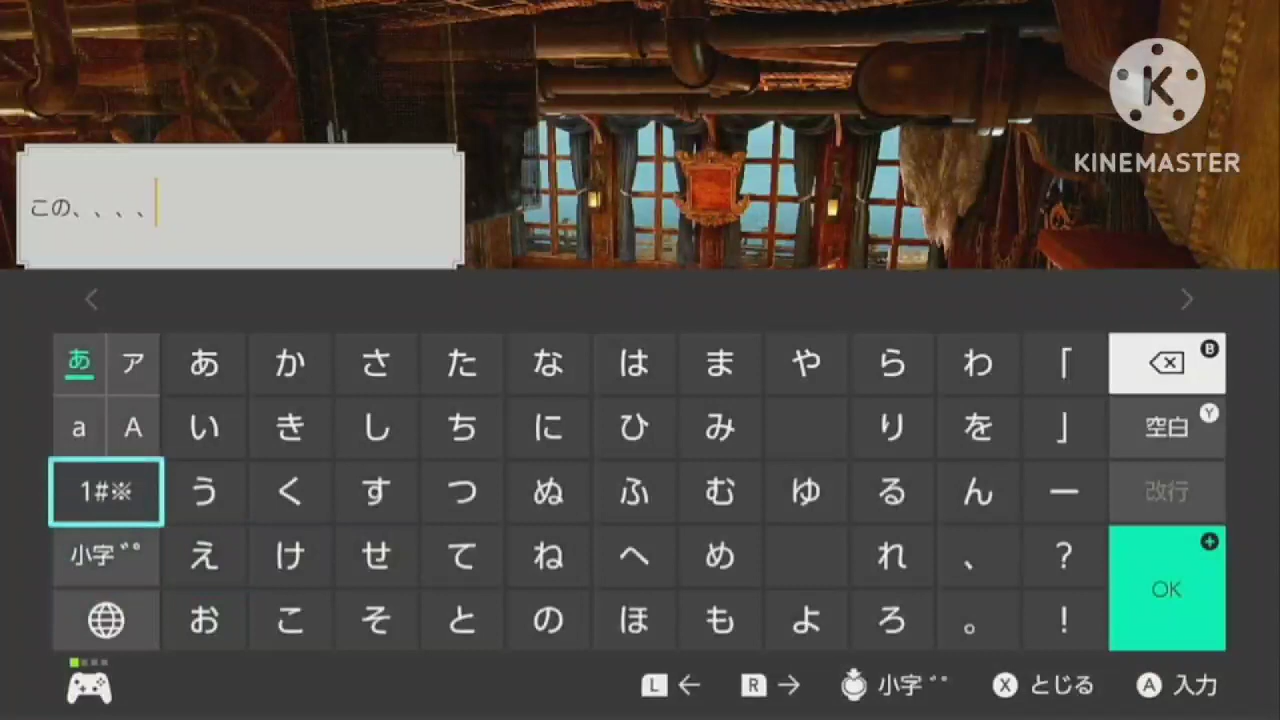 K
KINEMASTER
この、、、、
あ ア あ か さ た な は ま や ら わ 「 B
a A い き し ち に ひ み り を 」 空白 Y
1#※ う く す つ ぬ ふ む ゆ る ん ー 改行
小字 ゛゜ え け せ て ね へ め れ 、 ?
お こ そ と の ほ も よ ろ 。 ! OK
L ← R → 小字 ゛゜ X とじる A 入力